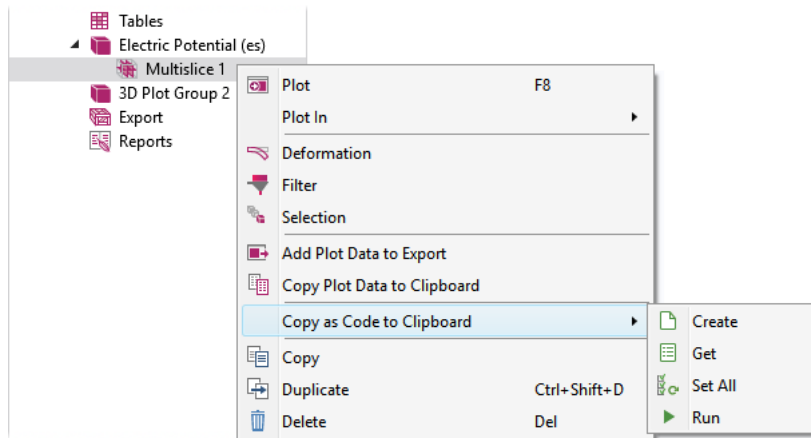 Tables
Electric Potential (es)
Multislice 1
3D Plot Group 2
Export
Reports
Plot F8
Plot In
Deformation
Filter
Selection
Add Plot Data to Export
Copy Plot Data to Clipboard
Copy as Code to Clipboard
Copy
Duplicate Ctrl+Shift+D
Delete Del
Create
Get
Set All
Run